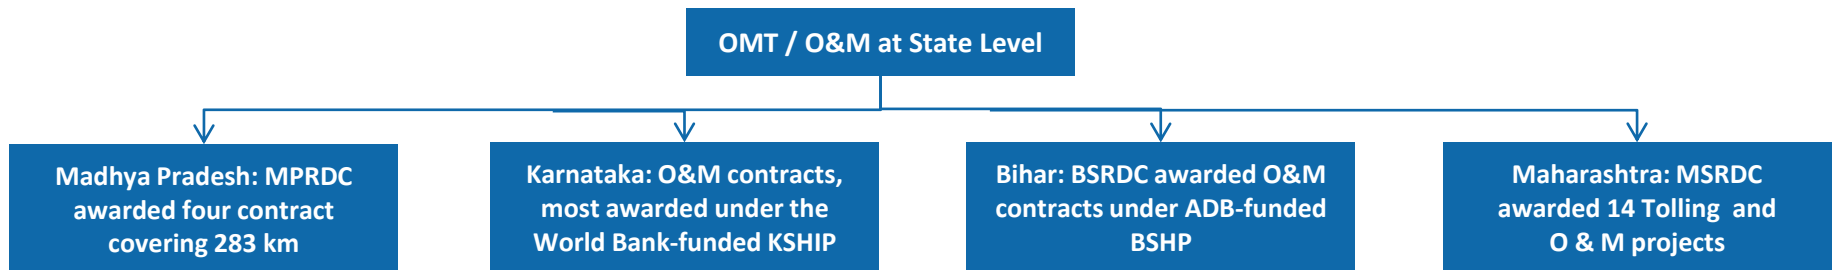 OMT / O&M at State Level
Madhya Pradesh: MPRDC
awarded four contract
covering 283 km
Karnataka: O&M contracts,
most awarded under the
World Bank-funded KSHIP
Bihar: BSRDC awarded O&M
contracts under ADB-funded
BSHP
Maharashtra: MSRDC
awarded 14 Tolling  and
O & M projects